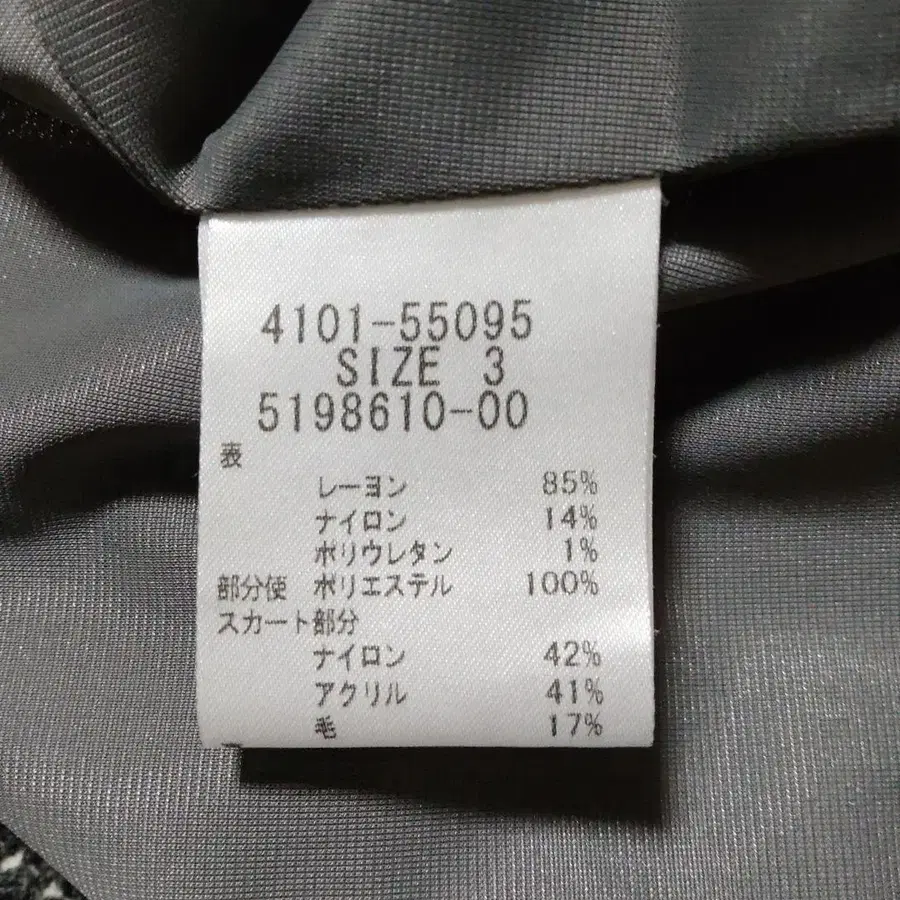 4101-55095
SIZE 3
5198610-00
表
レーヨン 85%
ナイロン 14%
ポリウレタン 1%
部分使 ポリエステル 100%
スカート部分
ナイロン 42%
アクリル 41%
毛 17%